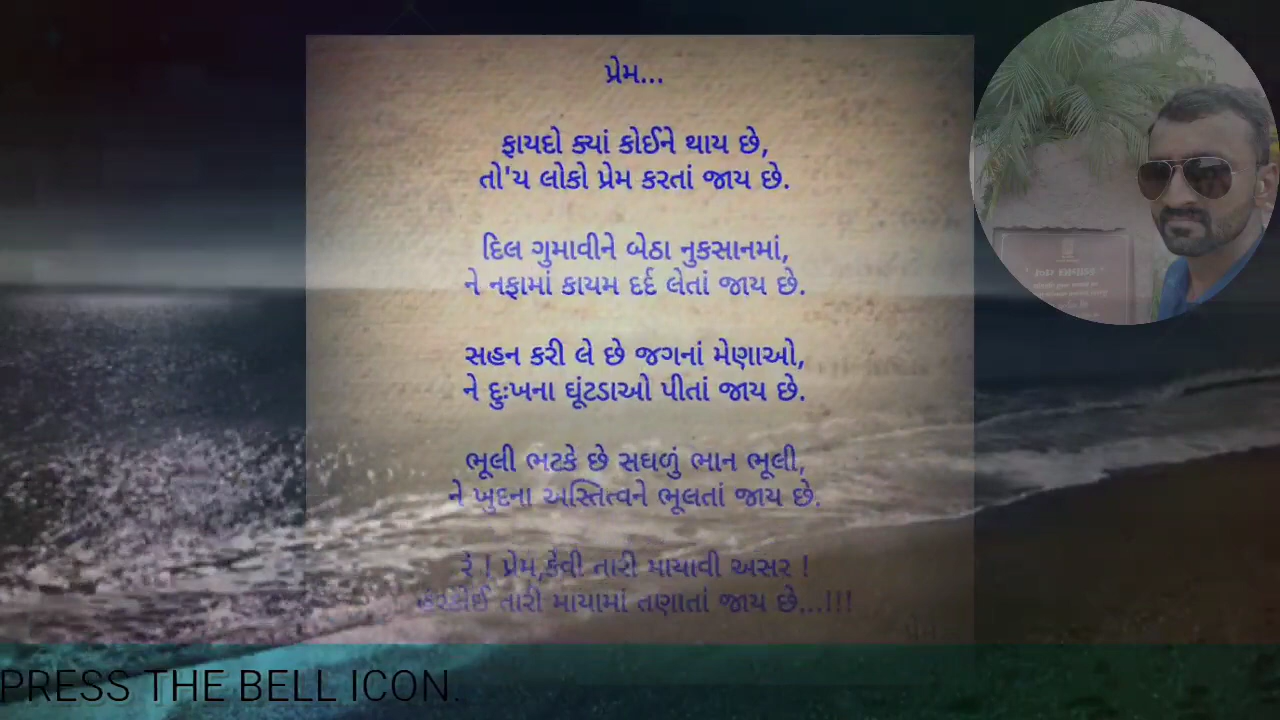 પ્રેમ...
ફાયદો ક્યાં કોઈને થાય છે,
તો'ય લોકો પ્રેમ કરતાં જાય છે.
દિલ ગુમાવીને બેઠા નુકસાનમાં,
ને નફામાં કાયમ દર્દ લેતાં જાય છે.
સહન કરી લે છે જગનાં મેણાઓ,
ને દુઃખના ઘૂંટડાઓ પીતાં જાય છે.
ભૂલી ભટકે છે સઘળું ભાન ભૂલી,
ને ખુદના અસ્તિત્વને ભૂલતાં જાય છે.
રે ! પ્રેમ,કેવી તારી માયાવી અસર !
તારી માયામાં તણાતાં જાય છે...!!!
PRESS THE BELL ICON.